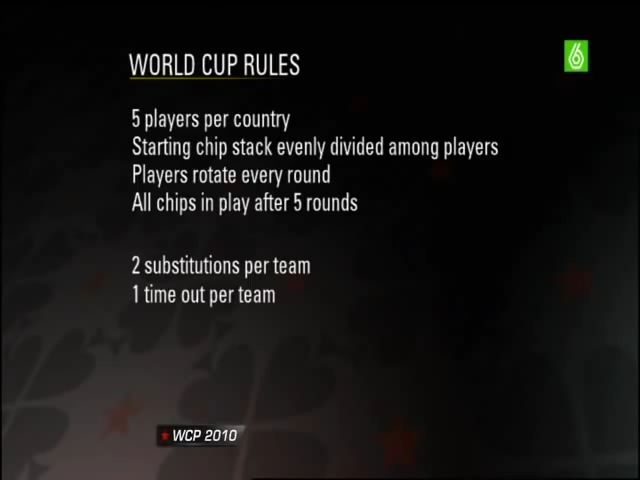 WORLD CUP RULES
6
5 players per country
Starting chip stack evenly divided among players
Players rotate every round
All chips in play after 5 rounds
2 substitutions per team
1 time out per team
WCP 2010